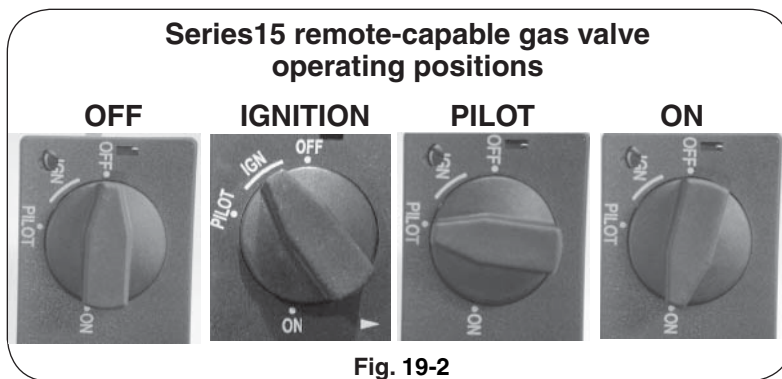 Series15 remote-capable gas valve
operating positions
OFF IGNITION PILOT ON
OFF
IGN
PILOT
ON
OFF
IGN
PILOT
ON
OFF
IGN
PILOT
ON
OFF
IGN
PILOT
ON
Fig. 19-2